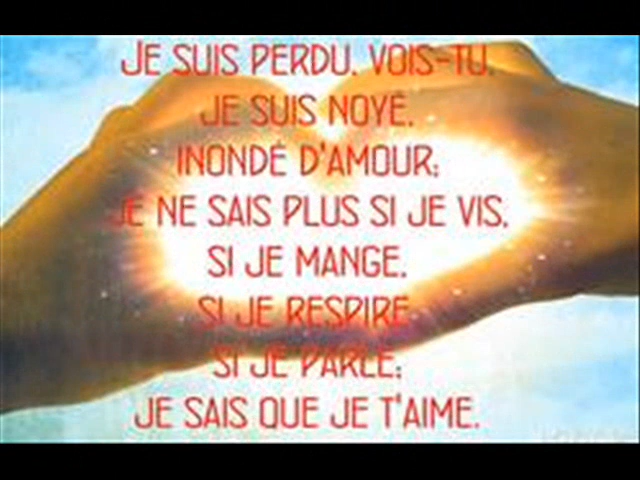 JE SUIS PERDU, VOIS-TU,
JE SUIS NOYÉ,
INONDÉ D'AMOUR;
JE NE SAIS PLUS SI JE VIS,
SI JE MANGE,
SI JE RESPIRE,
SI JE PARLE;
JE SAIS QUE JE T'AIME.